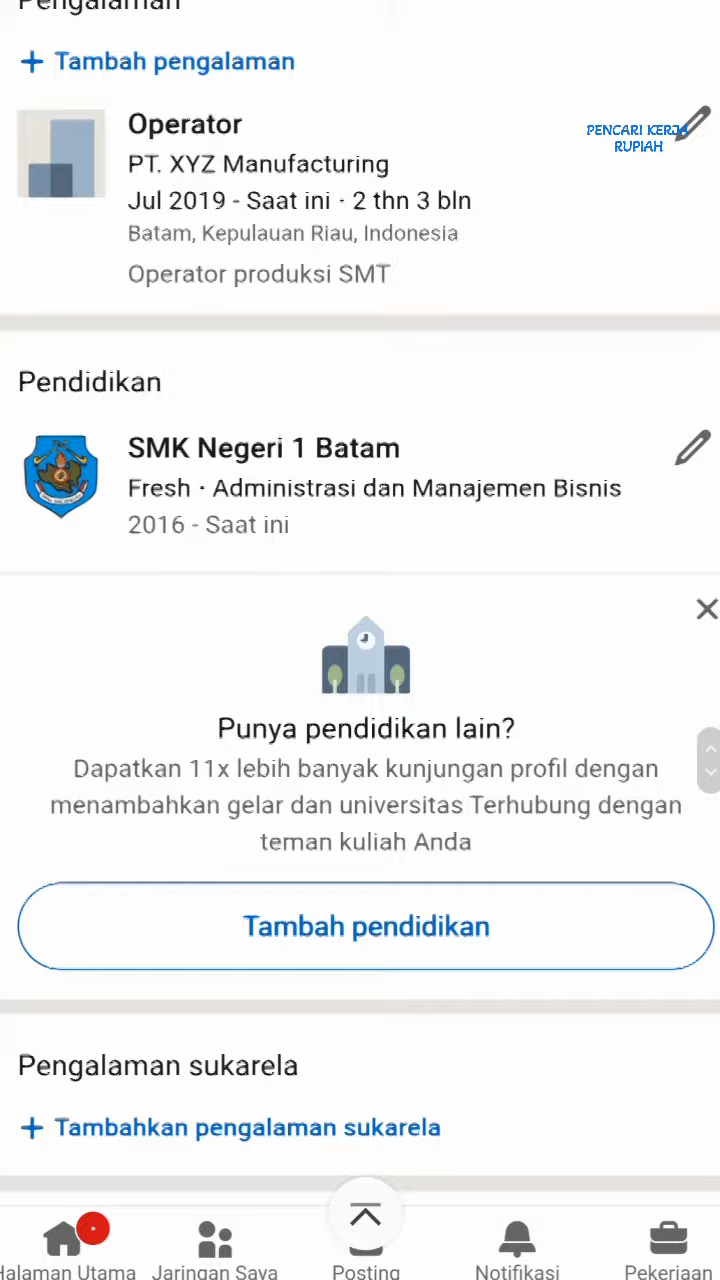 Pengalaman
+ Tambah pengalaman
Operator
PENCARI KERJA
RUPIAH
PT. XYZ Manufacturing
Jul 2019 - Saat ini · 2 thn 3 bln
Batam, Kepulauan Riau, Indonesia
Operator produksi SMT
Pendidikan
SMK Negeri 1 Batam
Fresh · Administrasi dan Manajemen Bisnis
2016 - Saat ini
Punya pendidikan lain?
Dapatkan 11x lebih banyak kunjungan profil dengan
menambahkan gelar dan universitas Terhubung dengan
teman kuliah Anda
Tambah pendidikan
Pengalaman sukarela
+ Tambahkan pengalaman sukarela
Halaman Utama Jaringan Saya Posting Notifikasi Pekerjaan